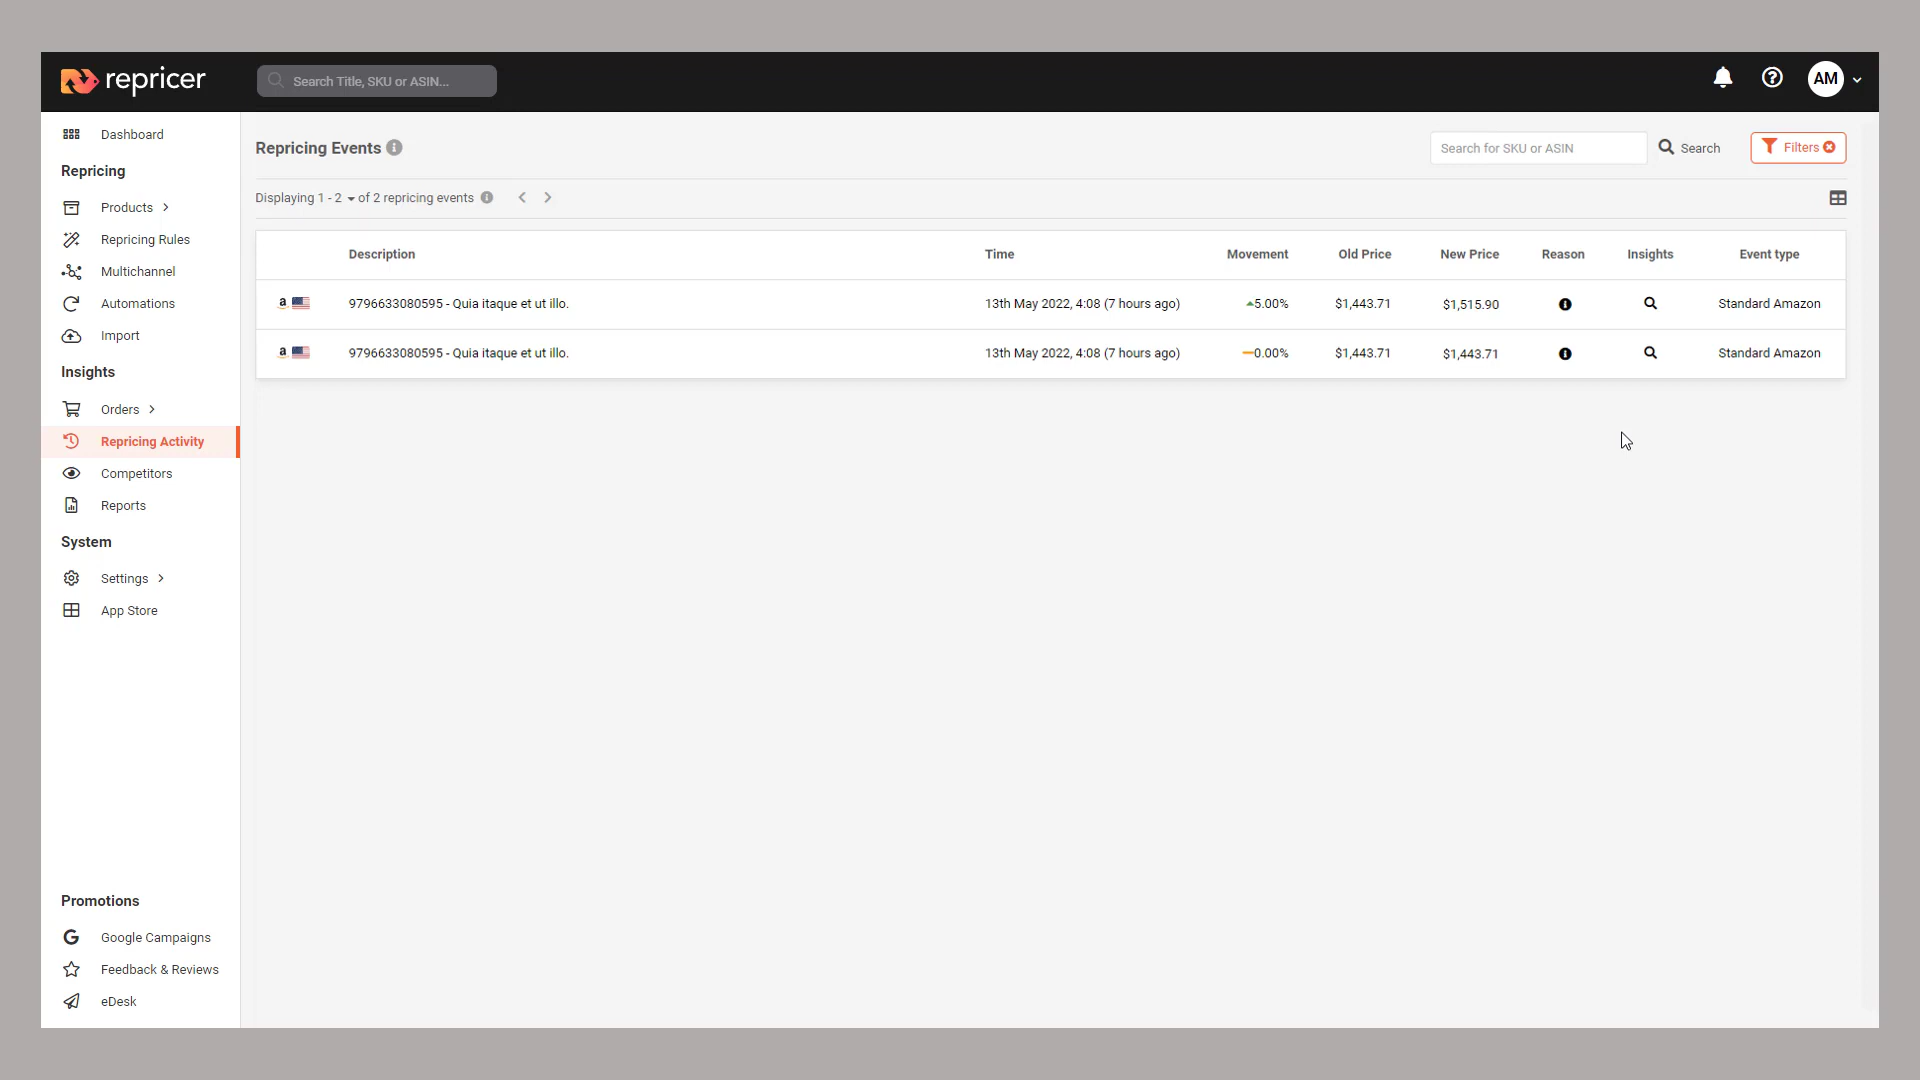 repricer
Search Title, SKU or ASIN...
AM
Dashboard
Repricing
Products
Repricing Rules
Multichannel
Automations
Import
Insights
Orders
Repricing Activity
Competitors
Reports
System
Settings
App Store
Promotions
Google Campaigns
Feedback & Reviews
eDesk
Repricing Events
Search for SKU or ASIN
Search
Filters
Displaying 1 - 2 of 2 repricing events
Description Time Movement Old Price New Price Reason Insights Event type
9796633080595 - Quia itaque et ut illo. 13th May 2022, 4:08 (7 hours ago) 5.00% $1,443.71 $1,515.90 Standard Amazon
9796633080595 - Quia itaque et ut illo. 13th May 2022, 4:08 (7 hours ago) 0.00% $1,443.71 $1,443.71 Standard Amazon